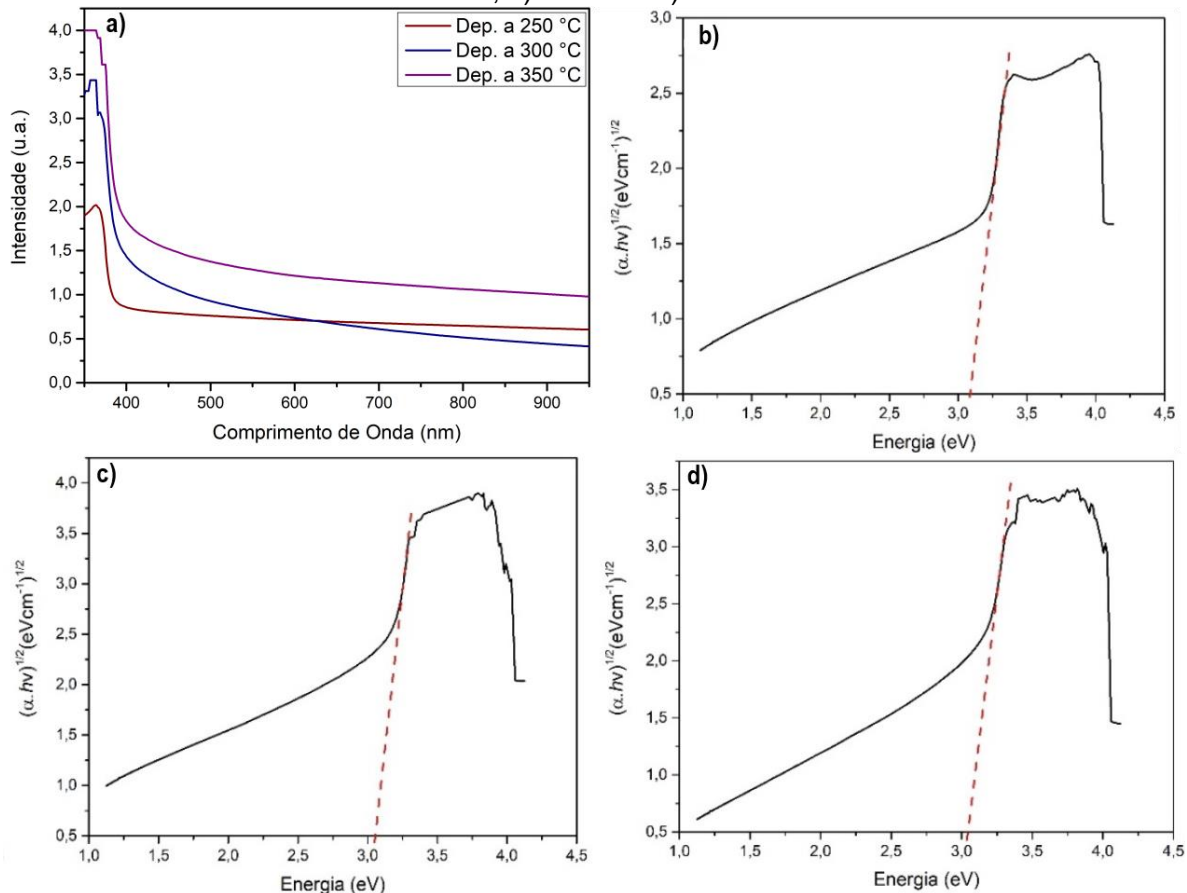 a)
Dep. a 250 °C
Dep. a 300 °C
Dep. a 350 °C
Intensidade (u.a.)
4,0
3,5
3,0
2,5
2,0
1,5
1,0
0,5
0,0
400 500 600 700 800 900
Comprimento de Onda (nm)
b)
(α.hν)1/2(eVcm-1)1/2
3,0
2,5
2,0
1,5
1,0
0,5
1,0 1,5 2,0 2,5 3,0 3,5 4,0 4,5
Energia (eV)
c)
(α.hν)1/2(eVcm-1)1/2
4,0
3,5
3,0
2,5
2,0
1,5
1,0
0,5
1,0 1,5 2,0 2,5 3,0 3,5 4,0 4,5
Energia (eV)
d)
(α.hν)1/2(eVcm-1)1/2
3,5
3,0
2,5
2,0
1,5
1,0
0,5
1,0 1,5 2,0 2,5 3,0 3,5 4,0 4,5
Energia (eV)